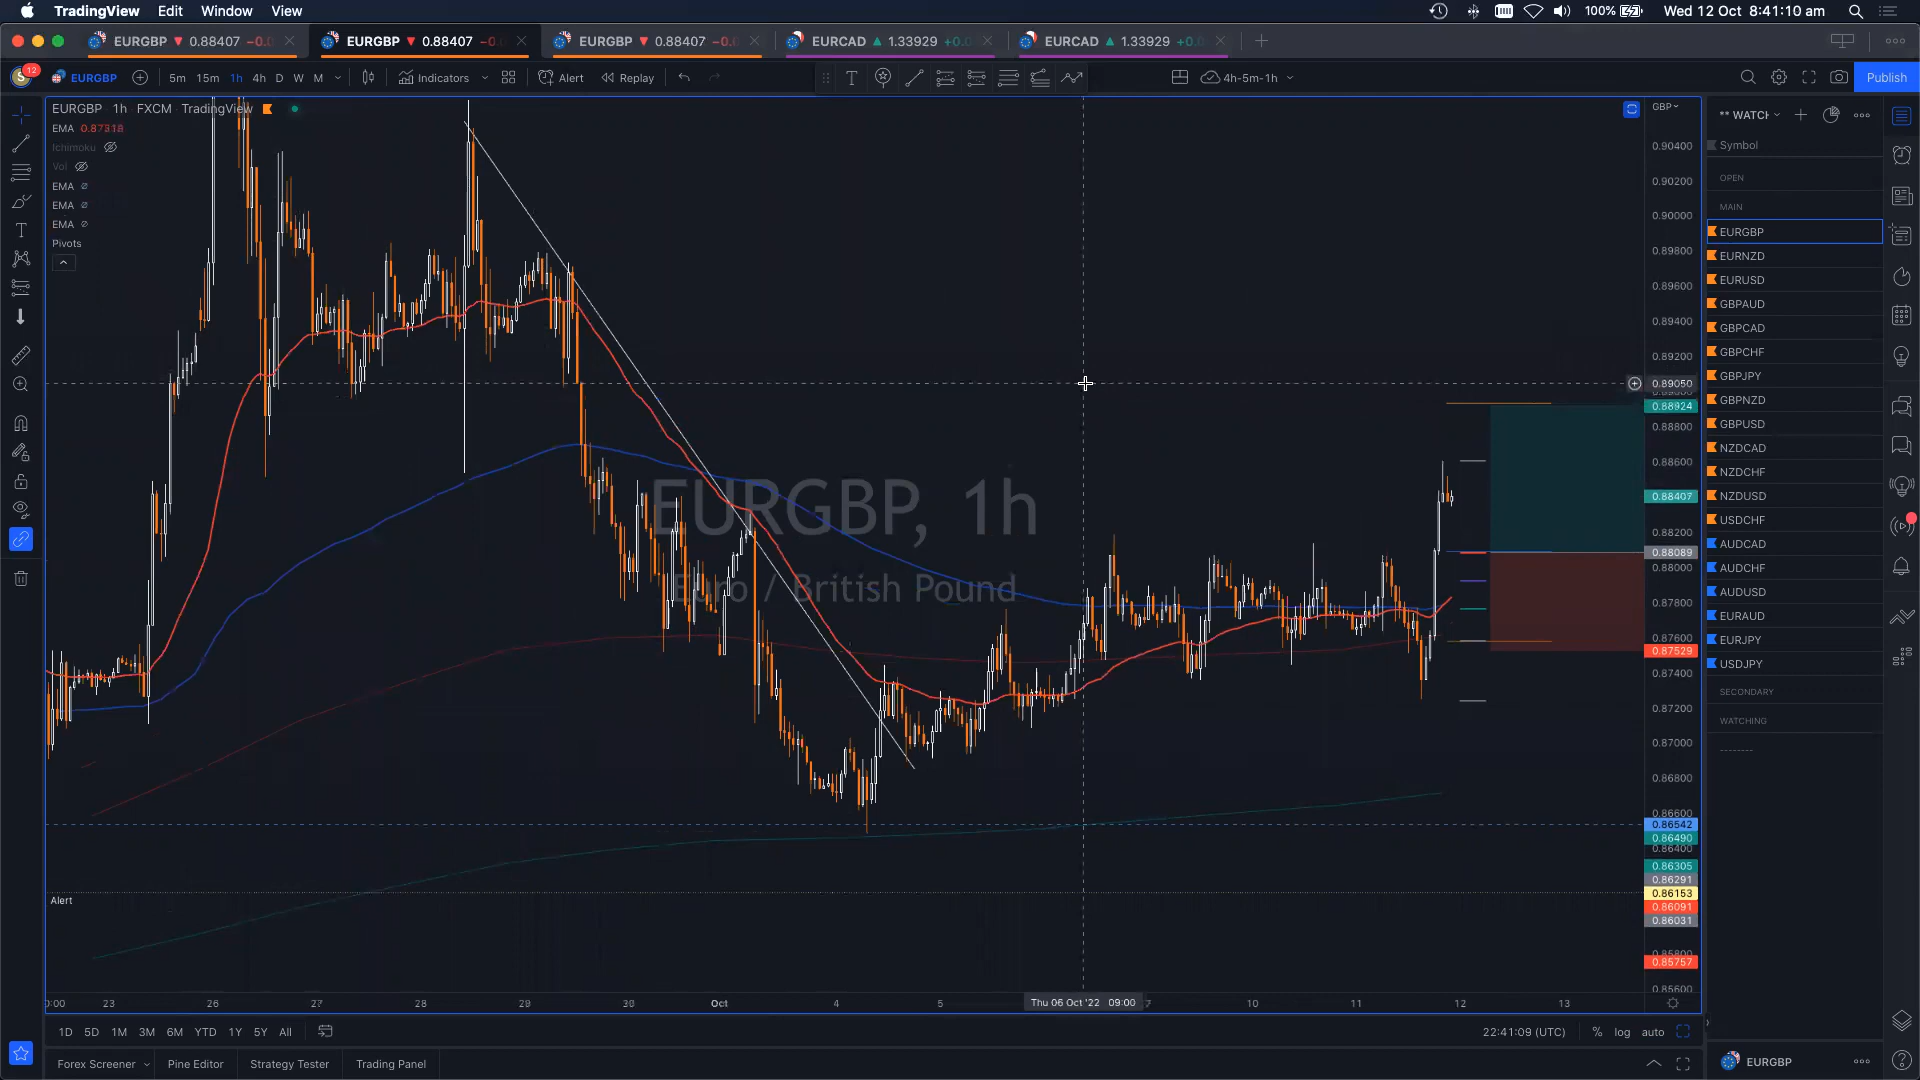 TradingView Edit Window View
100% Wed 12 Oct 8:41:10 am
EURGBP ▼ 0.88407 -0.0
EURGBP ▼ 0.88407 -0.
EURGBP ▼ 0.88407 -0.0
EURCAD ▲ 1.33929 +0.
EURCAD ▲ 1.33929 +0.
S 12 EURGBP 5m 15m 1h 4h D W M Indicators Alert Replay 4h-5m-1h Publish
EURGBP 1h FXCM TradingView
EMA 0.87318
Ichimoku
Vol
EMA
EMA
EMA
Pivots
GBP
0.90400
0.90200
0.90000
0.89800
0.89600
0.89400
0.89200
0.89050
0.88924
0.88800
0.88600
0.88407
0.88200
0.88089
0.88000
0.87800
0.87600
0.87529
0.87400
0.87200
0.87000
0.86800
0.86600
0.86542
0.86490
0.86400
0.86305
0.86291
0.86153
0.86091
0.86031
0.85757
0.85600
EURGBP, 1h
Euro / British Pound
Alert
23 26 27 28 29 30 Oct 4 5 Thu 06 Oct '22 09:00 7 10 11 12 13
1D 5D 1M 3M 6M YTD 1Y 5Y All
22:41:09 (UTC) % log auto
Forex Screener Pine Editor Strategy Tester Trading Panel
** WATCH
Symbol
OPEN
MAIN
EURGBP
EURNZD
EURUSD
GBPAUD
GBPCAD
GBPCHF
GBPJPY
GBPNZD
GBPUSD
NZDCAD
NZDCHF
NZDUSD
USDCHF
AUDCAD
AUDCHF
AUDUSD
EURAUD
EURJPY
USDJPY
SECONDARY
WATCHING
--------
EURGBP